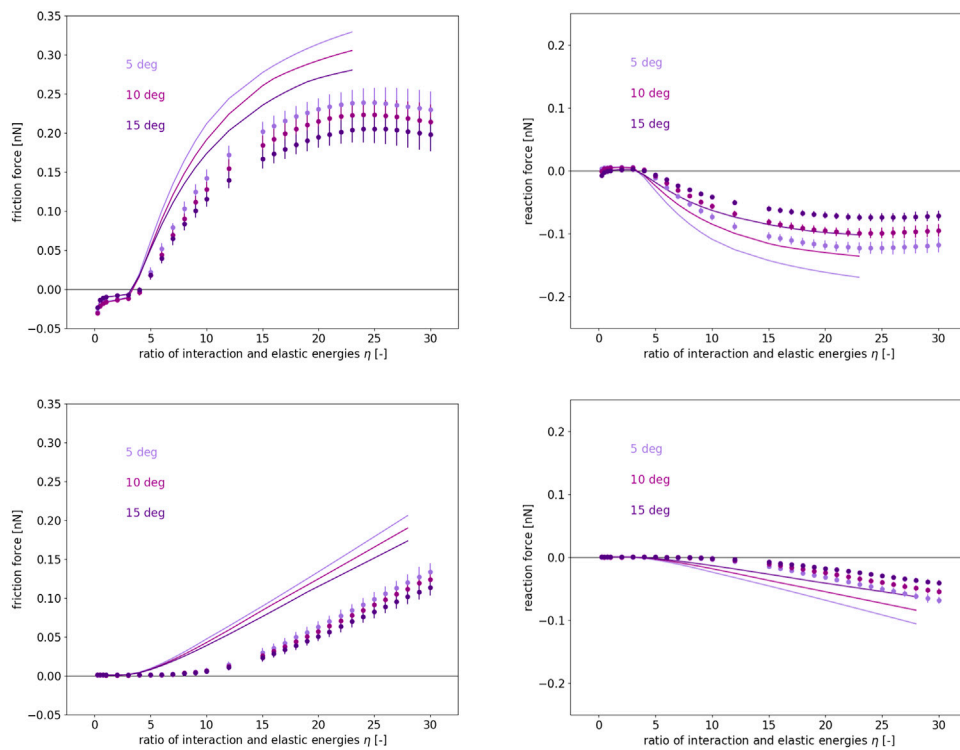 0.35
0.30
0.25
0.20
0.15
0.10
0.05
0.00
−0.05
friction force [nN]
5 deg
10 deg
15 deg
0 5 10 15 20 25 30
ratio of interaction and elastic energies η [-]
0.2
0.1
0.0
−0.1
−0.2
reaction force [nN]
5 deg
10 deg
15 deg
0 5 10 15 20 25 30
ratio of interaction and elastic energies η [-]
0.35
0.30
0.25
0.20
0.15
0.10
0.05
0.00
−0.05
friction force [nN]
5 deg
10 deg
15 deg
0 5 10 15 20 25 30
ratio of interaction and elastic energies η [-]
0.2
0.1
0.0
−0.1
−0.2
reaction force [nN]
5 deg
10 deg
15 deg
0 5 10 15 20 25 30
ratio of interaction and elastic energies η [-]